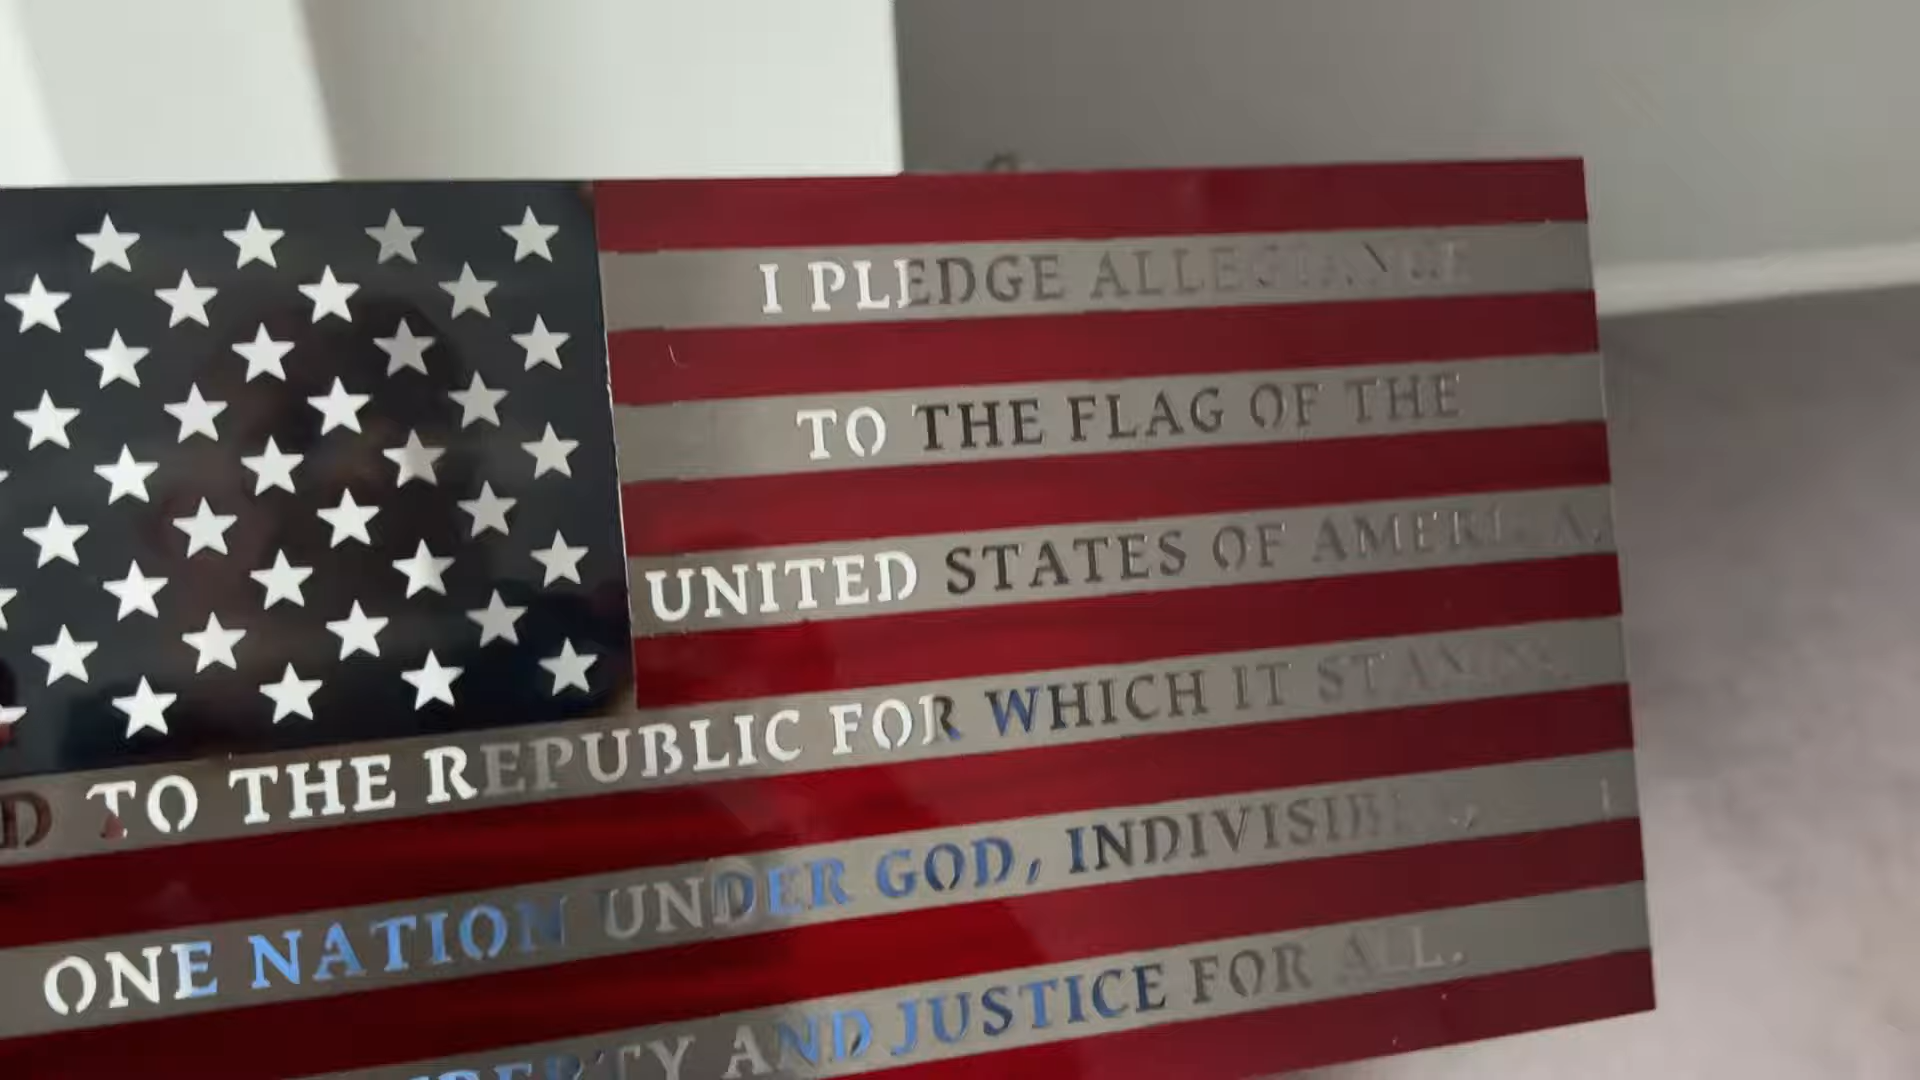 I PLEDGE ALLEGIANCE
TO THE FLAG OF THE
UNITED STATES OF AMERICA.
TO THE REPUBLIC FOR WHICH IT STANDS,
ONE NATION UNDER GOD, INDIVISIBLE,
AND JUSTICE FOR ALL.